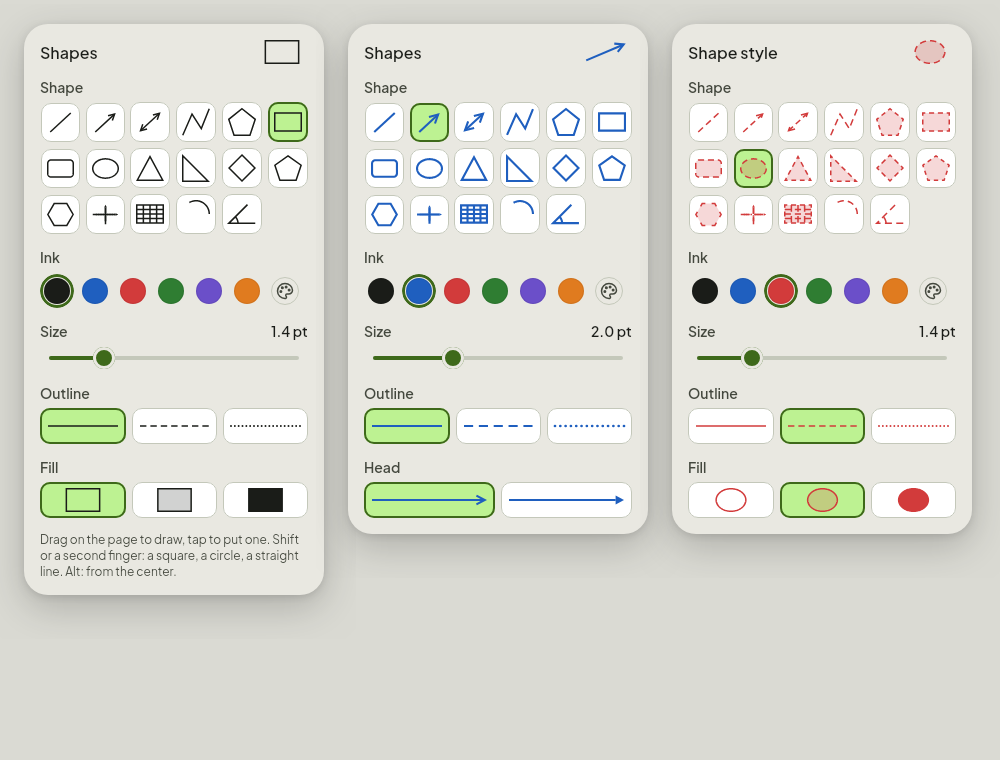 Shapes
Shape
Ink
Size 1.4 pt
Outline
Fill
Drag on the page to draw, tap to put one. Shift
or a second finger: a square, a circle, a straight
line. Alt: from the center.
Shapes
Shape
Ink
Size 2.0 pt
Outline
Head
Shape style
Shape
Ink
Size 1.4 pt
Outline
Fill